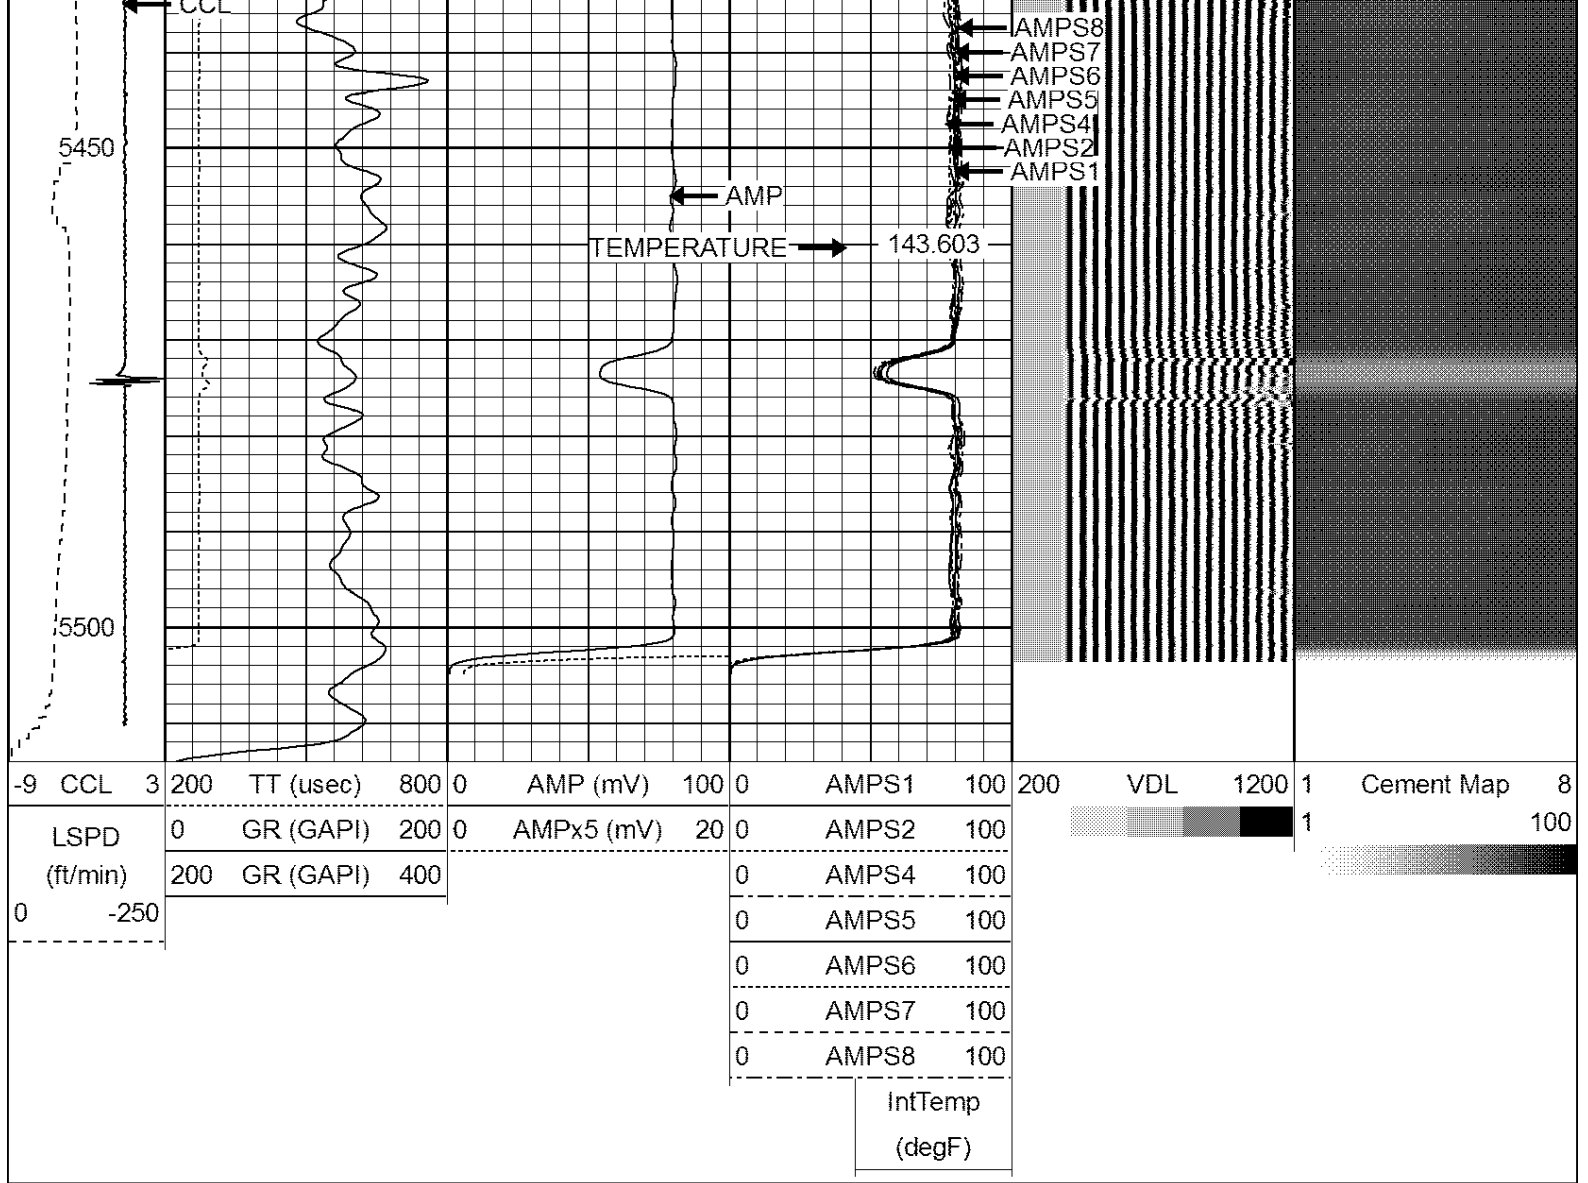 CCL
AMPS8
AMPS7
AMPS6
AMPS5
AMPS4
5450
AMPS2
AMPS1
AMP
TEMPERATURE 143.603
5500
-9 CCL 3
200 TT (usec) 800
0 AMP (mV) 100
0 AMPS1 100
200 VDL 1200
1 Cement Map 8
LSPD
(ft/min)
0 -250
0 GR (GAPI) 200
0 AMPx5 (mV) 20
0 AMPS2 100
1 100
200 GR (GAPI) 400
0 AMPS4 100
0 AMPS5 100
0 AMPS6 100
0 AMPS7 100
0 AMPS8 100
IntTemp
(degF)